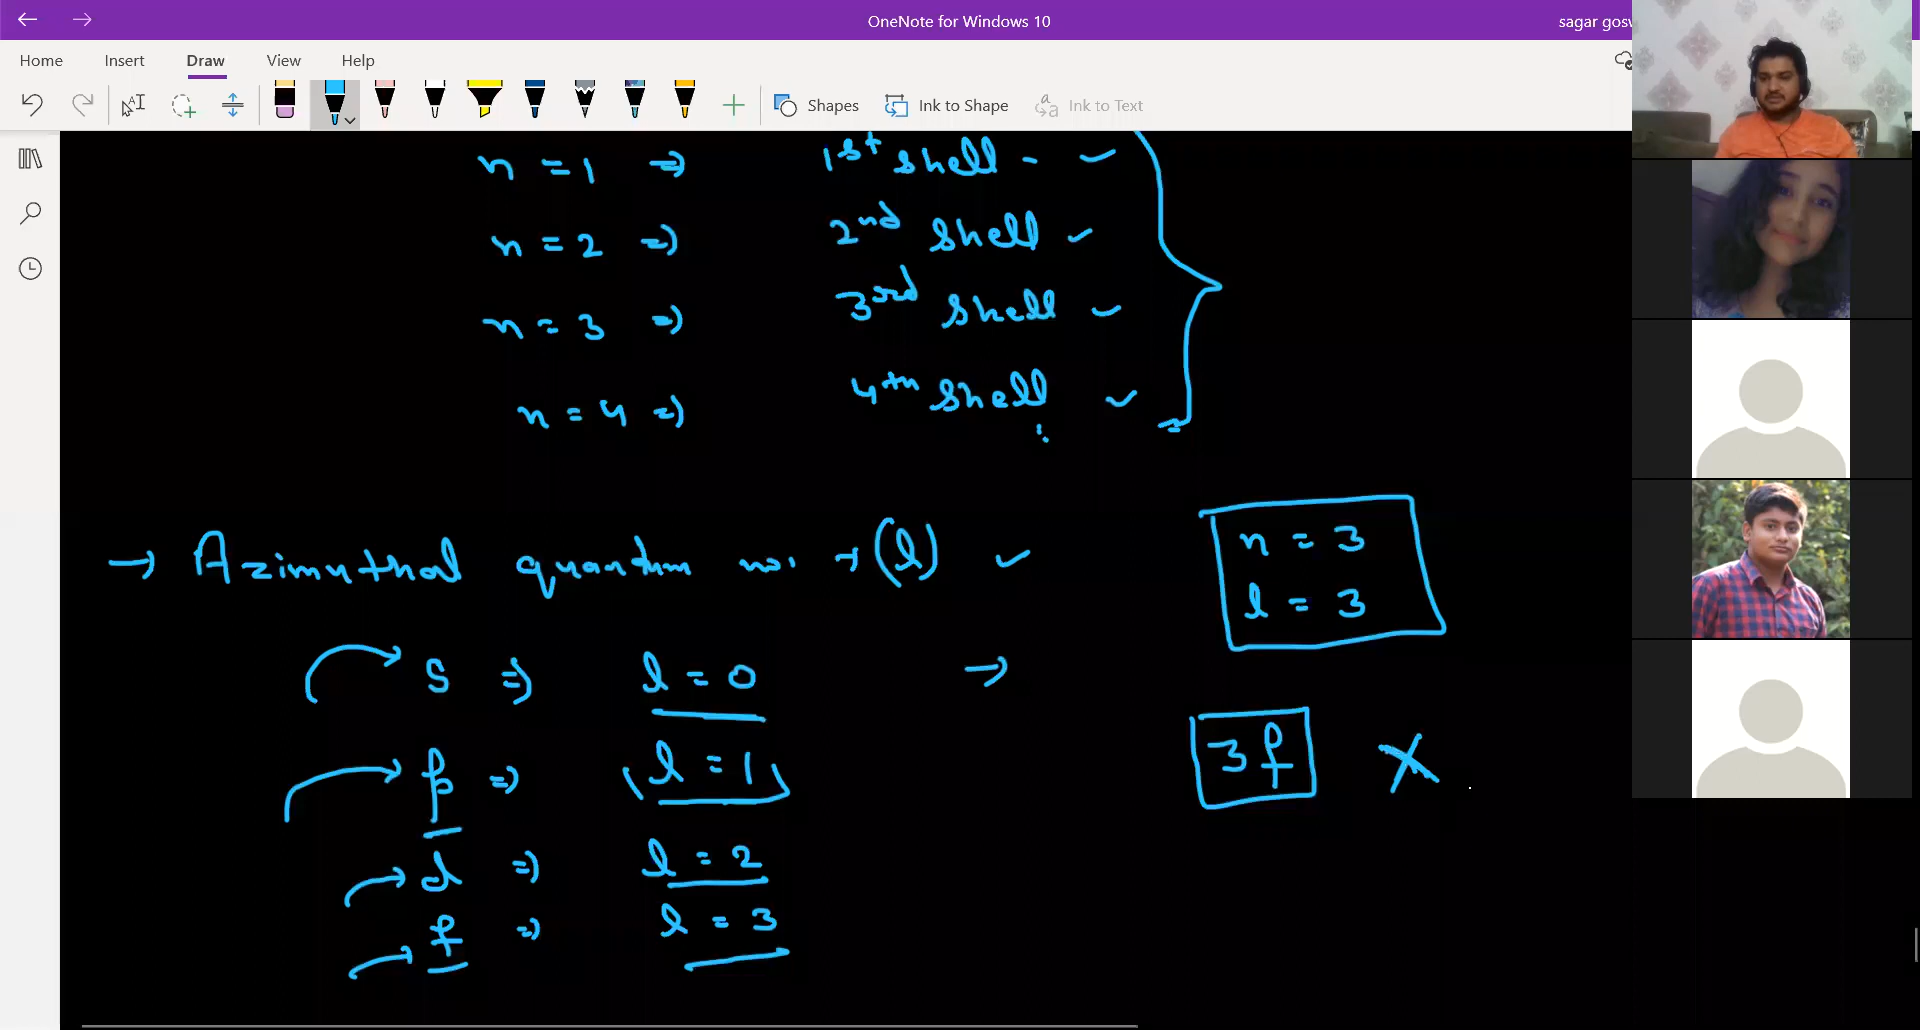 OneNote for Windows 10
sagar gosw
Home Insert Draw View Help
Shapes Ink to Shape Ink to Text
n = 1 ⇒ 1st shell - ✓
n = 2 ⇒ 2nd shell ✓
n = 3 ⇒ 3rd shell ✓
n = 4 ⇒ 4th shell ✓
→ Azimuthal quantum no. → (l) ✓
n = 3
l = 3
s ⇒ l = 0 →
p ⇒ l = 1
3f ×
d ⇒ l = 2
f ⇒ l = 3